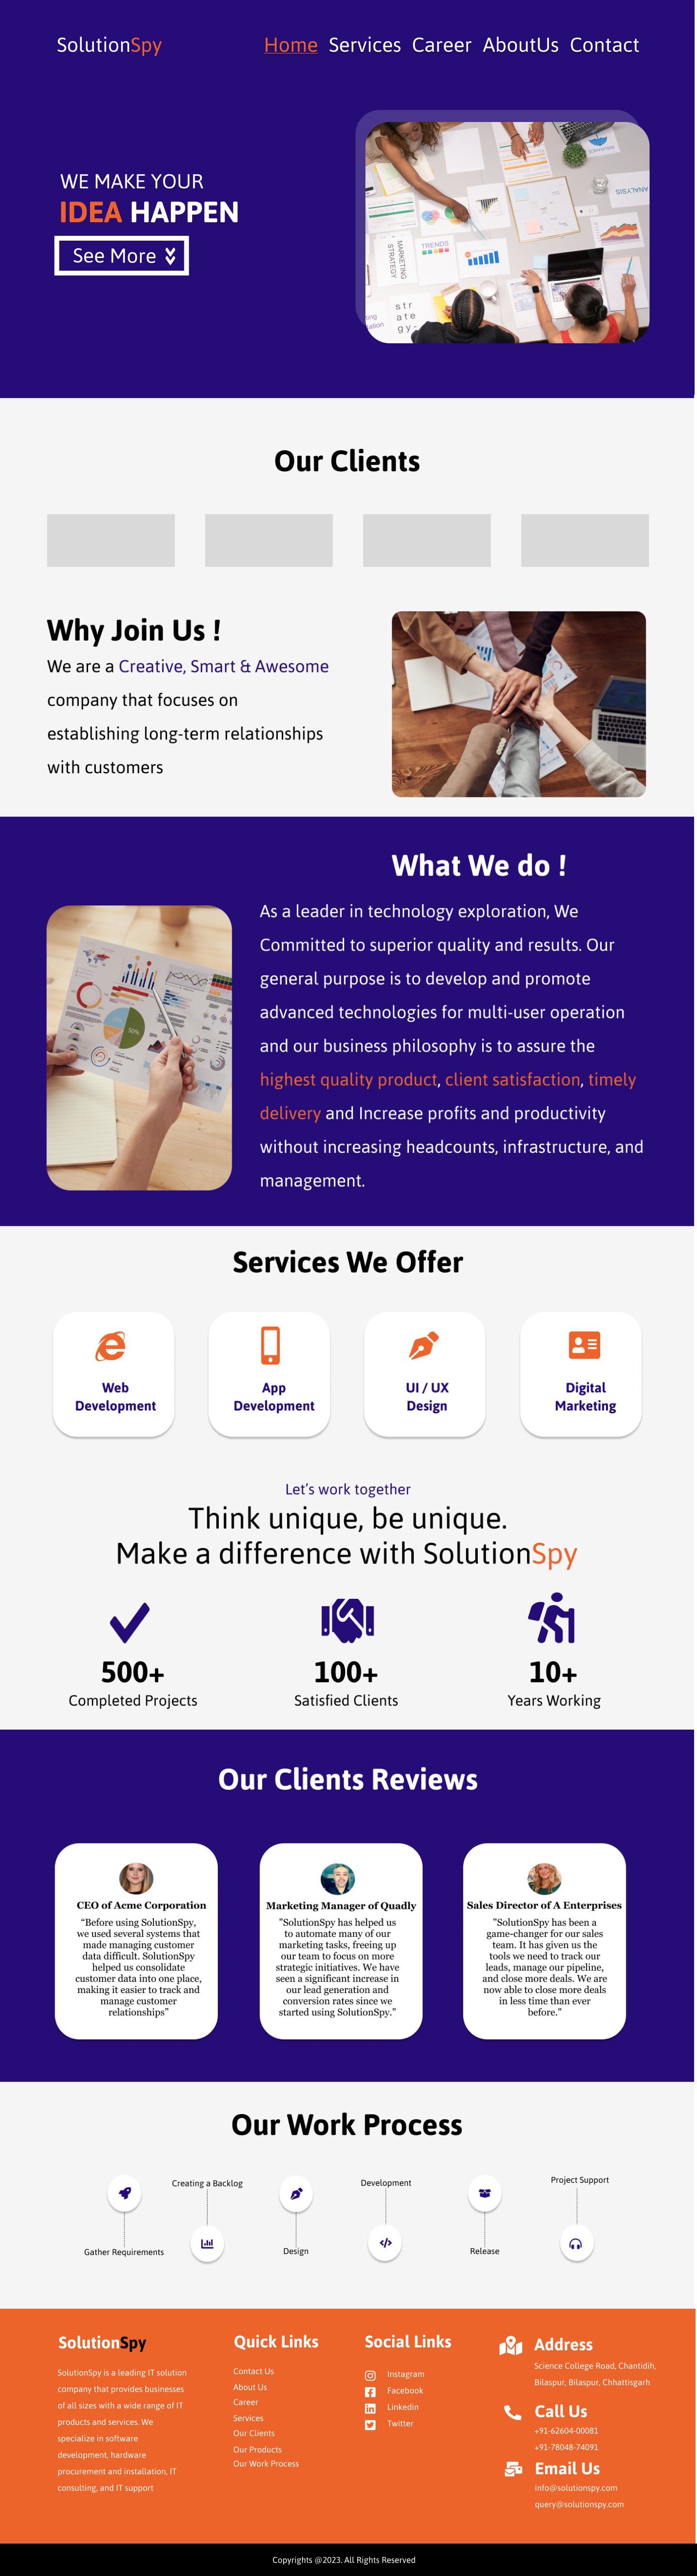 SolutionSpy
Home Services Career AboutUs Contact
WE MAKE YOUR
IDEA HAPPEN
See More
TRENDS
MARKETING
STRATEGY
ANALYSIS
str
ate
gy-
Our Clients
Why Join Us !
We are a Creative, Smart & Awesome
company that focuses on
establishing long-term relationships
with customers
What We do !
As a leader in technology exploration, We
Committed to superior quality and results. Our
general purpose is to develop and promote
advanced technologies for multi-user operation
and our business philosophy is to assure the
highest quality product, client satisfaction, timely
delivery and Increase profits and productivity
without increasing headcounts, infrastructure, and
management.
50%
Services We Offer
Web
Development
App
Development
UI / UX
Design
Digital
Marketing
Let's work together
Think unique, be unique.
Make a difference with SolutionSpy
500+
Completed Projects
100+
Satisfied Clients
10+
Years Working
Our Clients Reviews
CEO of Acme Corporation
“Before using SolutionSpy,
we used several systems that
made managing customer
data difficult. SolutionSpy
helped us consolidate
customer data into one place,
making it easier to track and
manage customer
relationships”
Marketing Manager of Quadly
"SolutionSpy has helped us
to automate many of our
marketing tasks, freeing up
our team to focus on more
strategic initiatives. We have
seen a significant increase in
our lead generation and
conversion rates since we
started using SolutionSpy."
Sales Director of A Enterprises
"SolutionSpy has been a
game-changer for our sales
team. It has given us the
tools we need to track our
leads, manage our pipeline,
and close more deals. We are
now able to close more deals
in less time than ever
before."
Our Work Process
Gather Requirements
Creating a Backlog
Design
Development
Release
Project Support
SolutionSpy
SolutionSpy is a leading IT solution
company that provides businesses
of all sizes with a wide range of IT
products and services. We
specialize in software
development, hardware
procurement and installation, IT
consulting, and IT support
Quick Links
Contact Us
About Us
Career
Services
Our Clients
Our Products
Our Work Process
Social Links
Instagram
Facebook
Linkedin
Twitter
Address
Science College Road, Chantidih,
Bilaspur, Bilaspur, Chhattisgarh
Call Us
+91-62604-00081
+91-78048-74091
Email Us
info@solutionspy.com
query@solutionspy.com
Copyrights @2023. All Rights Reserved